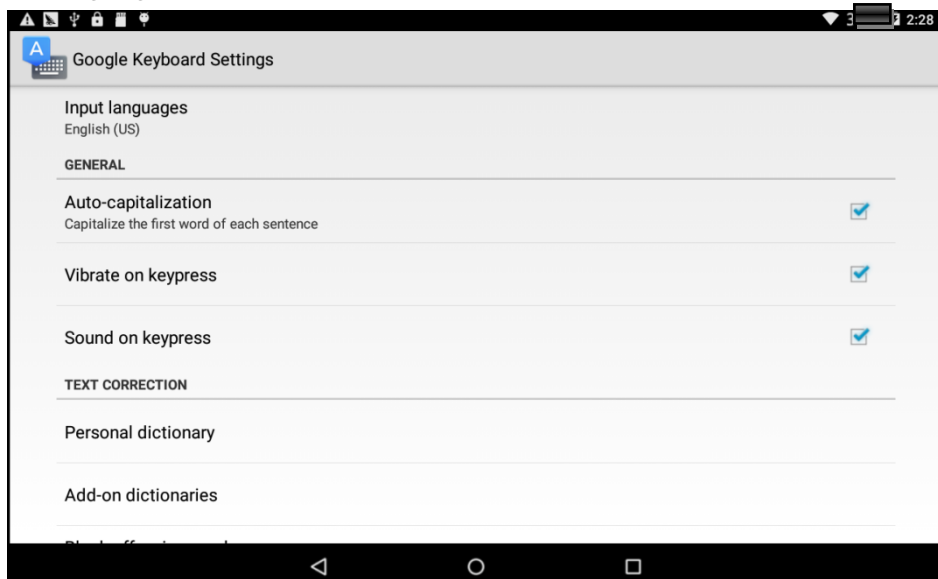 3
2:28
A
Google Keyboard Settings
Input languages
English (US)
GENERAL
Auto-capitalization
Capitalize the first word of each sentence
Vibrate on keypress
Sound on keypress
TEXT CORRECTION
Personal dictionary
Add-on dictionaries